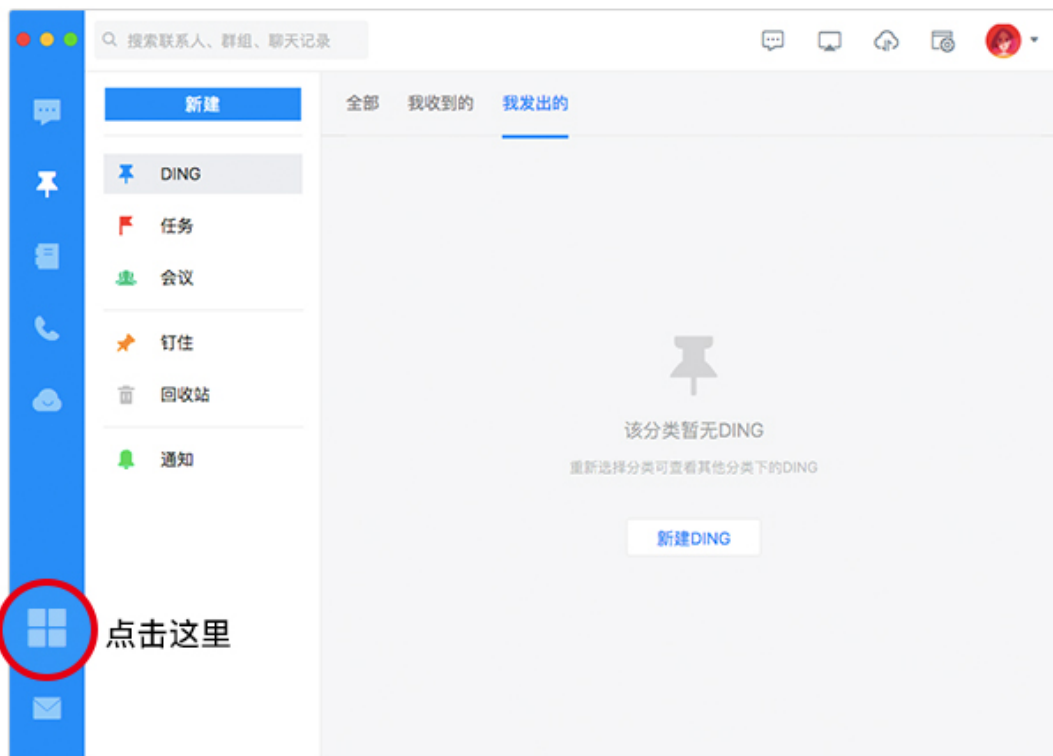 搜索联系人、群组、聊天记录
新建
全部 我收到的 我发出的
DING
任务
会议
钉住
回收站
通知
该分类暂无DING
重新选择分类可查看其他分类下的DING
新建DING
点击这里